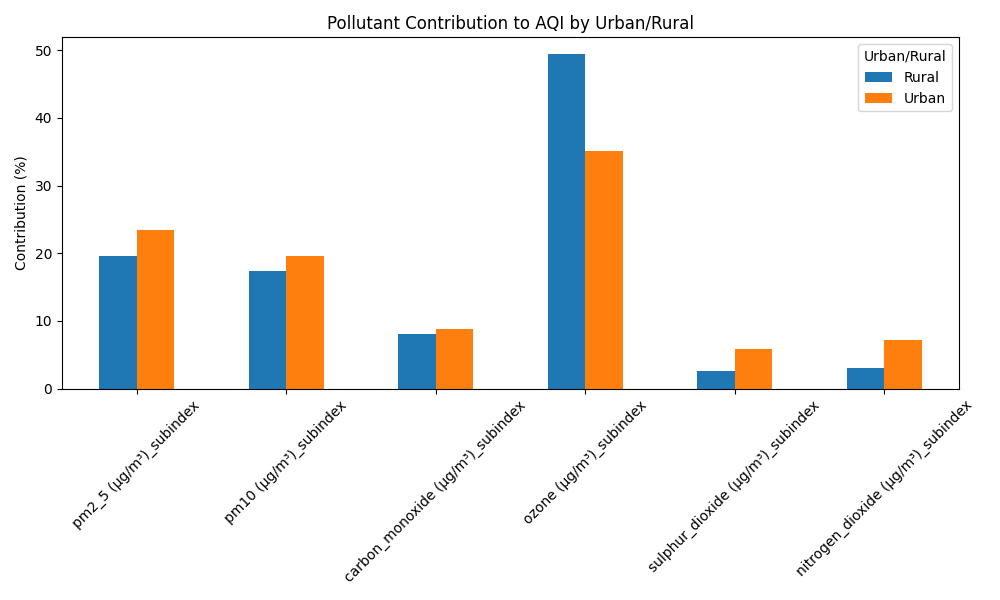 Pollutant Contribution to AQI by Urban/Rural
Urban/Rural
Rural
Urban
Contribution (%)
50
40
30
20
10
0
pm2_5 (µg/m³)_subindex
pm10 (µg/m³)_subindex
carbon_monoxide (µg/m³)_subindex
ozone (µg/m³)_subindex
sulphur_dioxide (µg/m³)_subindex
nitrogen_dioxide (µg/m³)_subindex